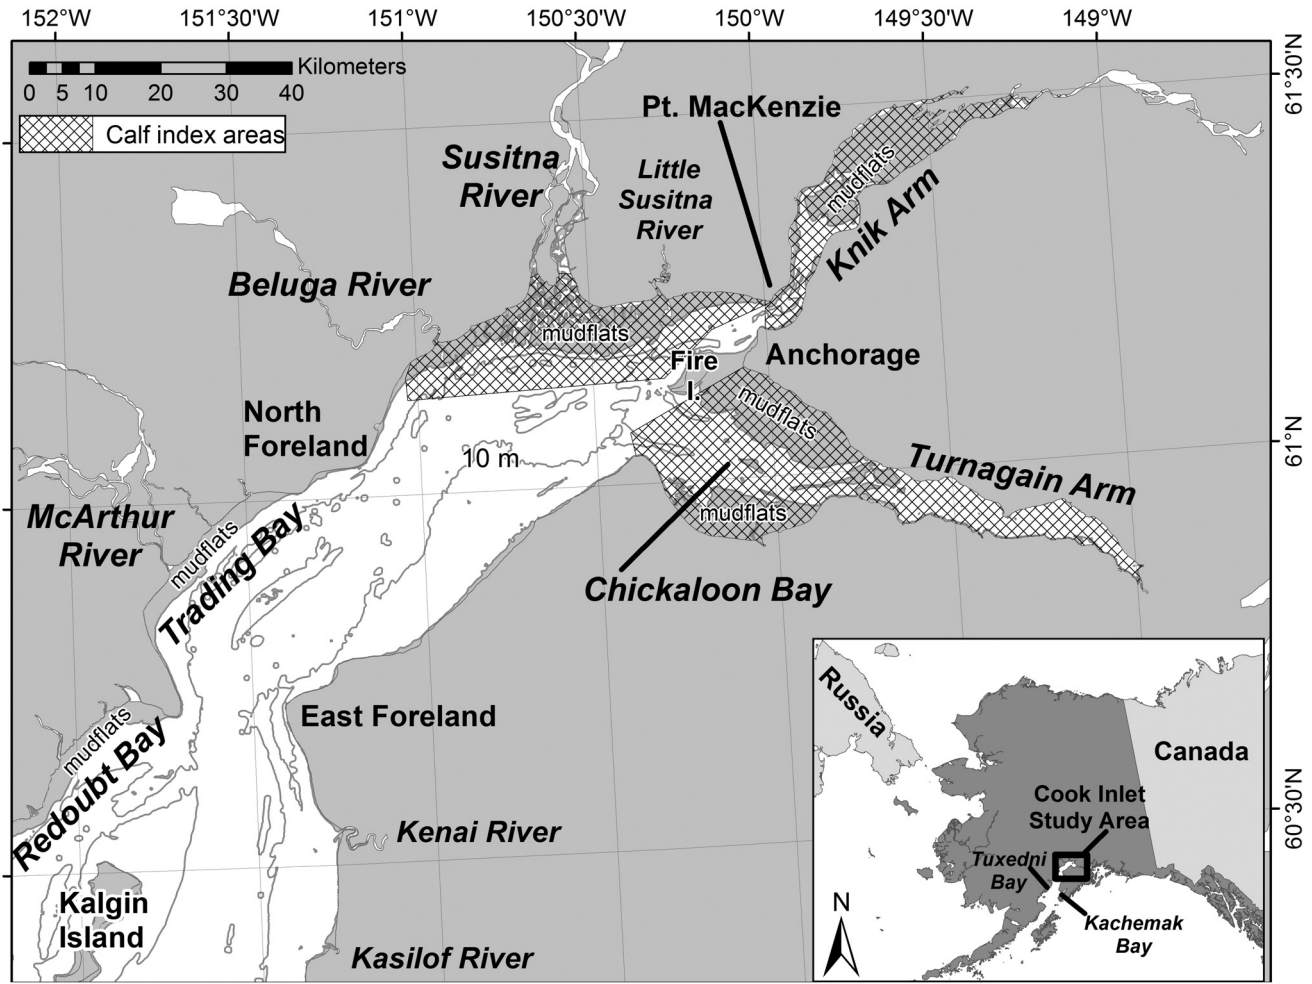 152°W 151°30'W 151°W 150°30'W 150°W 149°30'W 149°W
61°30'N
61°N
60°30'N
Kilometers
0 5 10 20 30 40
Calf index areas
Pt. MacKenzie
Susitna
River
Little
Susitna
River
mudflats
Knik Arm
Beluga River
mudflats
Fire
I.
Anchorage
North
Foreland
mudflats
10 m
Turnagain Arm
McArthur
River
mudflats
Trading Bay
mudflats
Chickaloon Bay
mudflats
Redoubt Bay
East Foreland
Kenai River
Kalgin
Island
Kasilof River
Russia
Canada
Cook Inlet
Study Area
Tuxedni
Bay
Kachemak
Bay
N